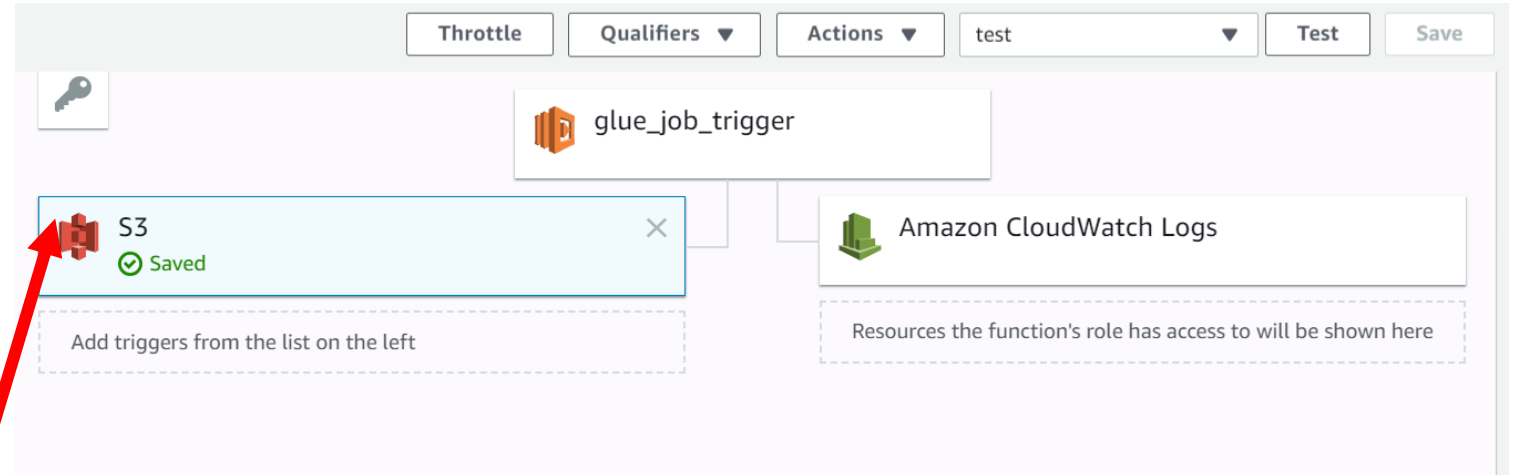 Throttle Qualifiers Actions test Test Save
glue_job_trigger
S3
Saved
Amazon CloudWatch Logs
Add triggers from the list on the left
Resources the function's role has access to will be shown here